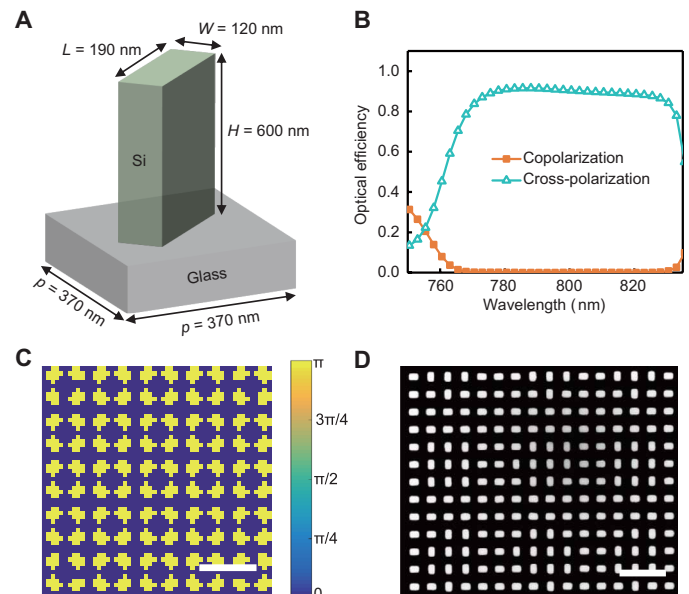 A
L = 190 nm
W = 120 nm
H = 600 nm
Si
Glass
p = 370 nm
p = 370 nm
B
Optical efficiency
1.0
0.8
0.6
0.4
0.2
0.0
Copolarization
Cross-polarization
760
780
800
820
Wavelength (nm)
C
π
3π/4
π/2
π/4
0
D